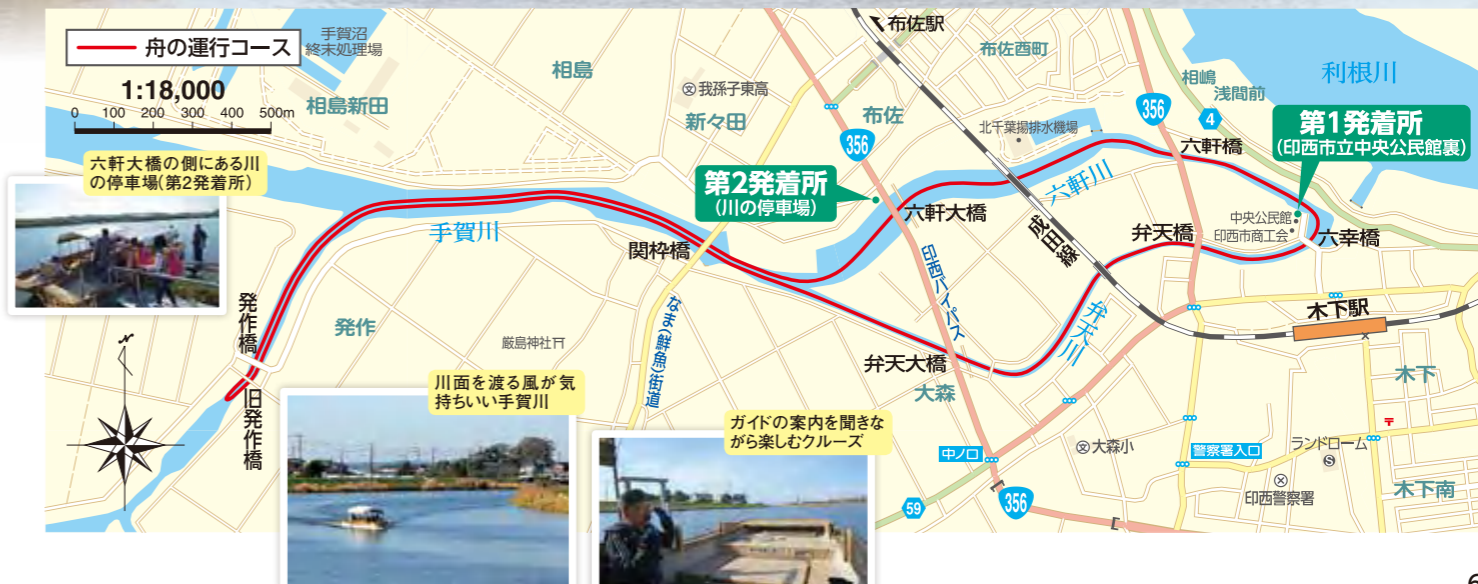 舟の運行コース
1:18,000
0 100 200 300 400 500m
手賀沼
終末処理場
相島新田
相島
我孫子東高
新々田
布佐駅
布佐酉町
布佐
356
北千葉揚排水機場
356
相嶋
浅間前
4
利根川
第1発着所
(印西市立中央公民館裏)
六軒橋
六軒川
第2発着所
(川の停車場)
六軒大橋
成田線
中央公民館
印西市商工会
六幸橋
弁天橋
弁天川
印西バイパス
関枠橋
手賀川
六軒大橋の側にある川
の停車場(第2発着所)
発作橋
旧発作橋
発作
厳島神社
なま(鮮魚)街道
弁天大橋
大森
木下駅
木下
〒
ランドローム
S
木下南
警察署入口
印西警察署
文
大森小
文
中ノ口
59
356
N
川面を渡る風が気
持ちいい手賀川
ガイドの案内を聞きな
がら楽しむクルーズ